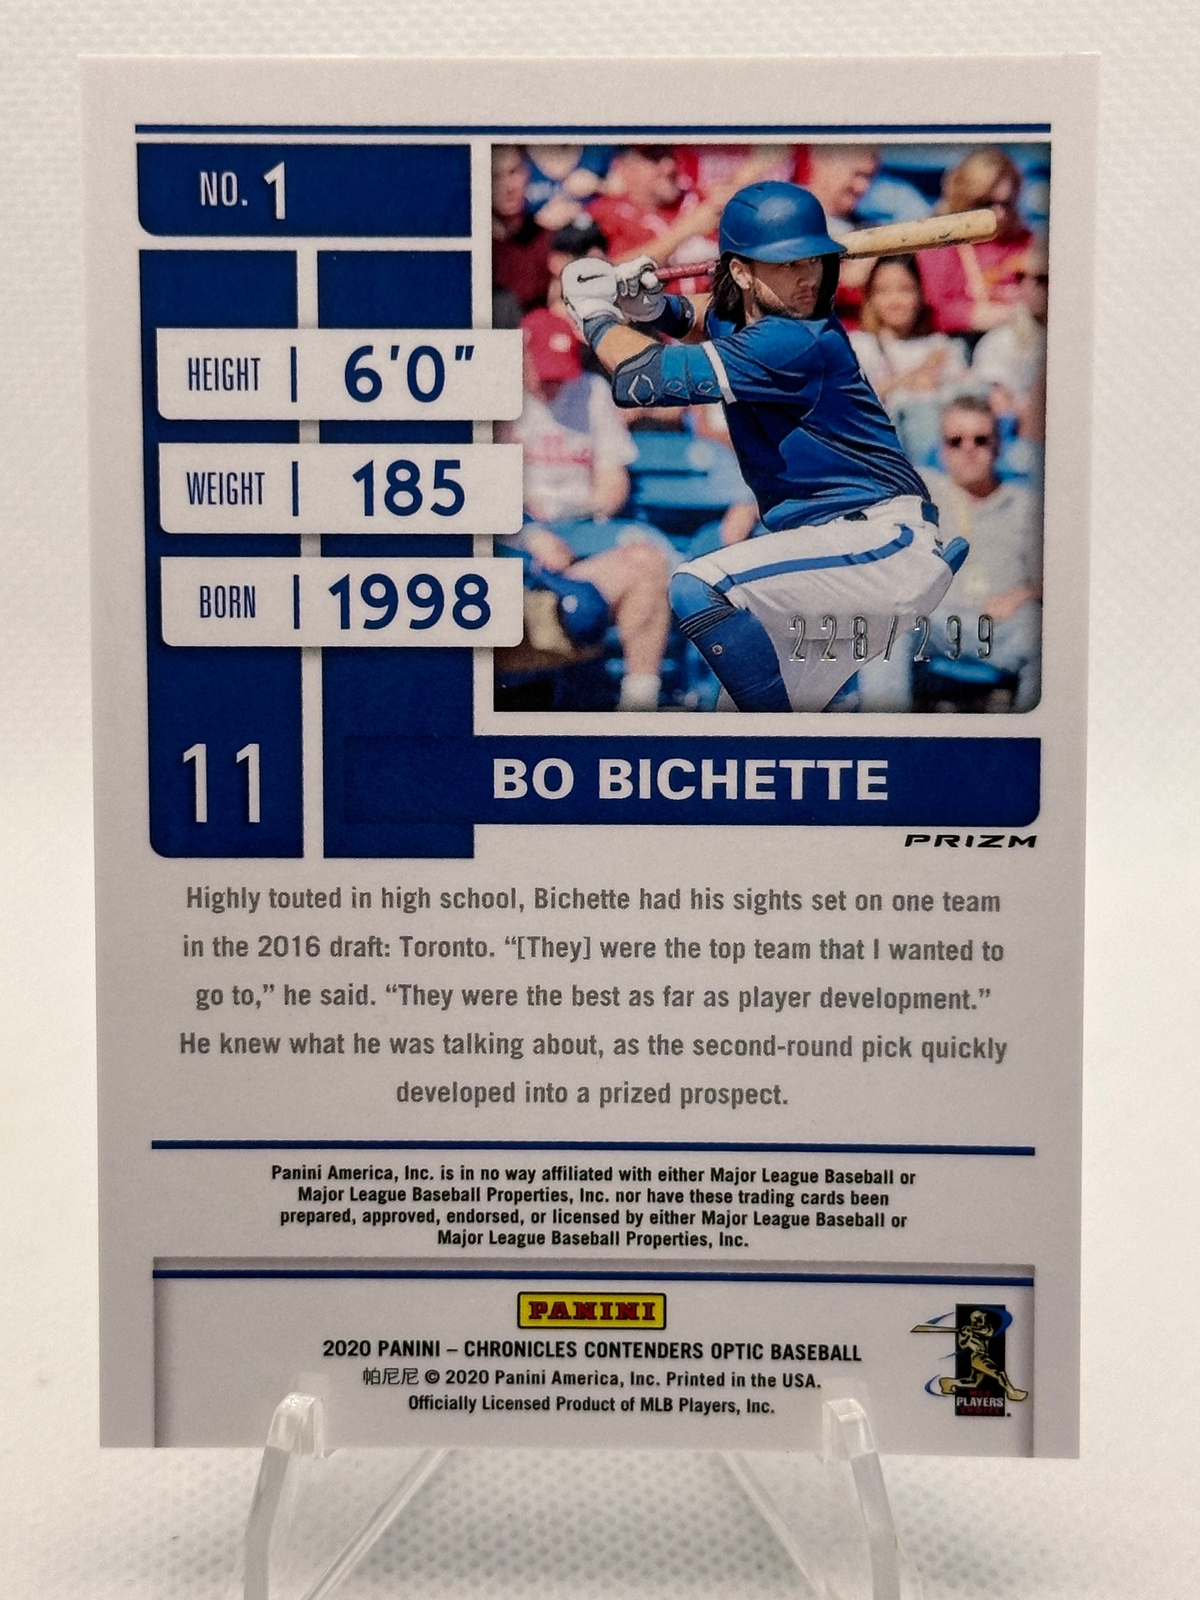 NO. 1
HEIGHT | 6'0"
WEIGHT | 185
BORN | 1998
228/299
11
BO BICHETTE
PRIZM
Highly touted in high school, Bichette had his sights set on one team
in the 2016 draft: Toronto. “[They] were the top team that I wanted to
go to,” he said. “They were the best as far as player development.”
He knew what he was talking about, as the second-round pick quickly
developed into a prized prospect.
Panini America, Inc. is in no way affiliated with either Major League Baseball or
Major League Baseball Properties, Inc. nor have these trading cards been
prepared, approved, endorsed, or licensed by either Major League Baseball or
Major League Baseball Properties, Inc.
PANINI
2020 PANINI – CHRONICLES CONTENDERS OPTIC BASEBALL
帕尼尼 © 2020 Panini America, Inc. Printed in the USA.
Officially Licensed Product of MLB Players, Inc.
MLB
PLAYERS
CHOICE